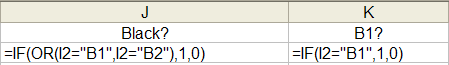 J K
Black? B1?
=IF(OR(I2="B1",I2="B2"),1,0) =IF(I2="B1",1,0)